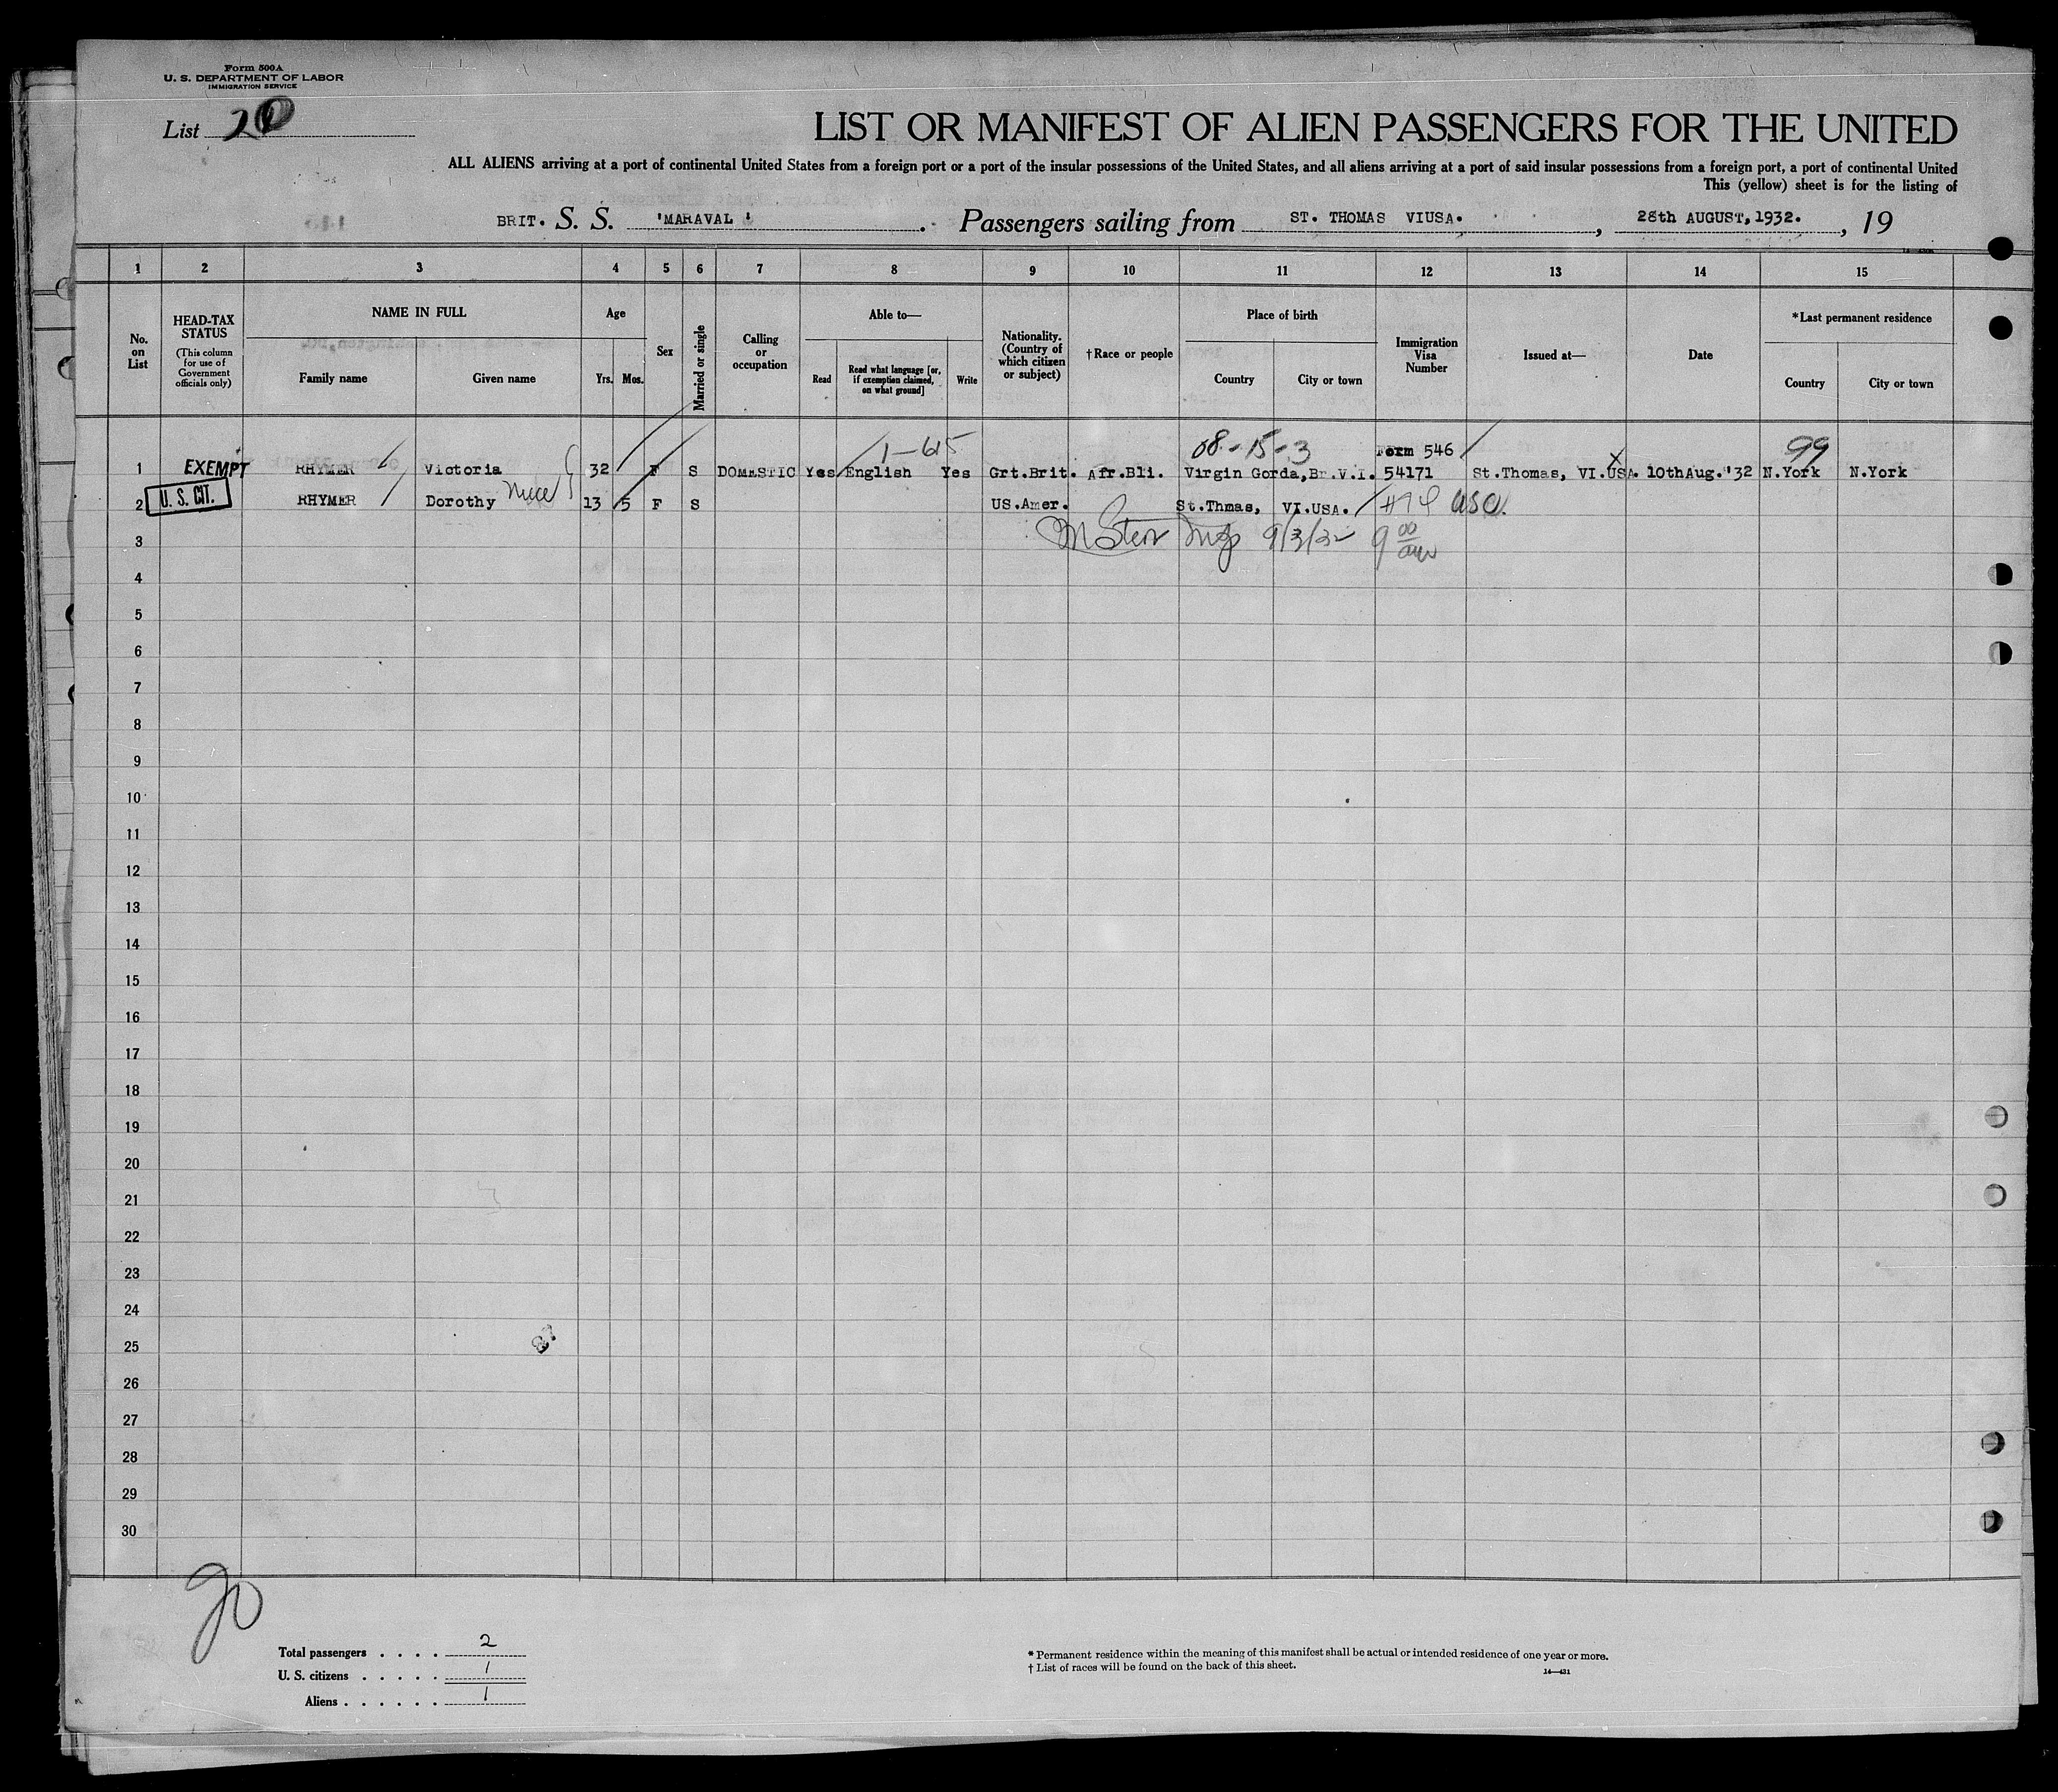 Form 500A
U. S. DEPARTMENT OF LABOR
IMMIGRATION SERVICE
List 20
LIST OR MANIFEST OF ALIEN PASSENGERS FOR THE UNITED
ALL ALIENS arriving at a port of continental United States from a foreign port or a port of the insular possessions of the United States, and all aliens arriving at a port of said insular possessions from a foreign port, a port of continental United
This (yellow) sheet is for the listing of
BRIT. S. S. 'MARAVAL'. Passengers sailing from ST. THOMAS VIUSA. , 28th AUGUST, 1932. , 19
1 2 3 4 5 6 7 8 9 10 11 12 13 14 15
No. on List
HEAD-TAX STATUS (This column for use of Government officials only)
NAME IN FULL
Family name Given name
Age
Yrs. Mos.
Sex
Married or single
Calling or occupation
Able to—
Read Read what language [or, if exemption claimed, on what ground] Write
Nationality. (Country of which citizen or subject)
†Race or people
Place of birth
Country City or town
Immigration Visa Number
Issued at—
Date
*Last permanent residence
Country City or town
1-615 08-15-3 Form 546 99
1 EXEMPT RHYMER Victoria 32 F S DOMESTIC Yes English Yes Grt.Brit. Afr.Bli. Virgin Gorda,Br.V.I. 54171 St.Thomas, VI.USA. 10thAug.'32 N.York N.York
2 U. S. CIT. RHYMER Dorothy Niece 13 5 F S US.Amer. St.Thmas, VI.USA. USC.
3 9/3/32 9 00 am
4
5
6
7
8
9
10
11
12
13
14
15
16
17
18
19
20
21
22
23
24
25
26
27
28
29
30
Total passengers . . . . 2
U. S. citizens . . . . . 1
Aliens . . . . . . 1
* Permanent residence within the meaning of this manifest shall be actual or intended residence of one year or more.
† List of races will be found on the back of this sheet.
14—431